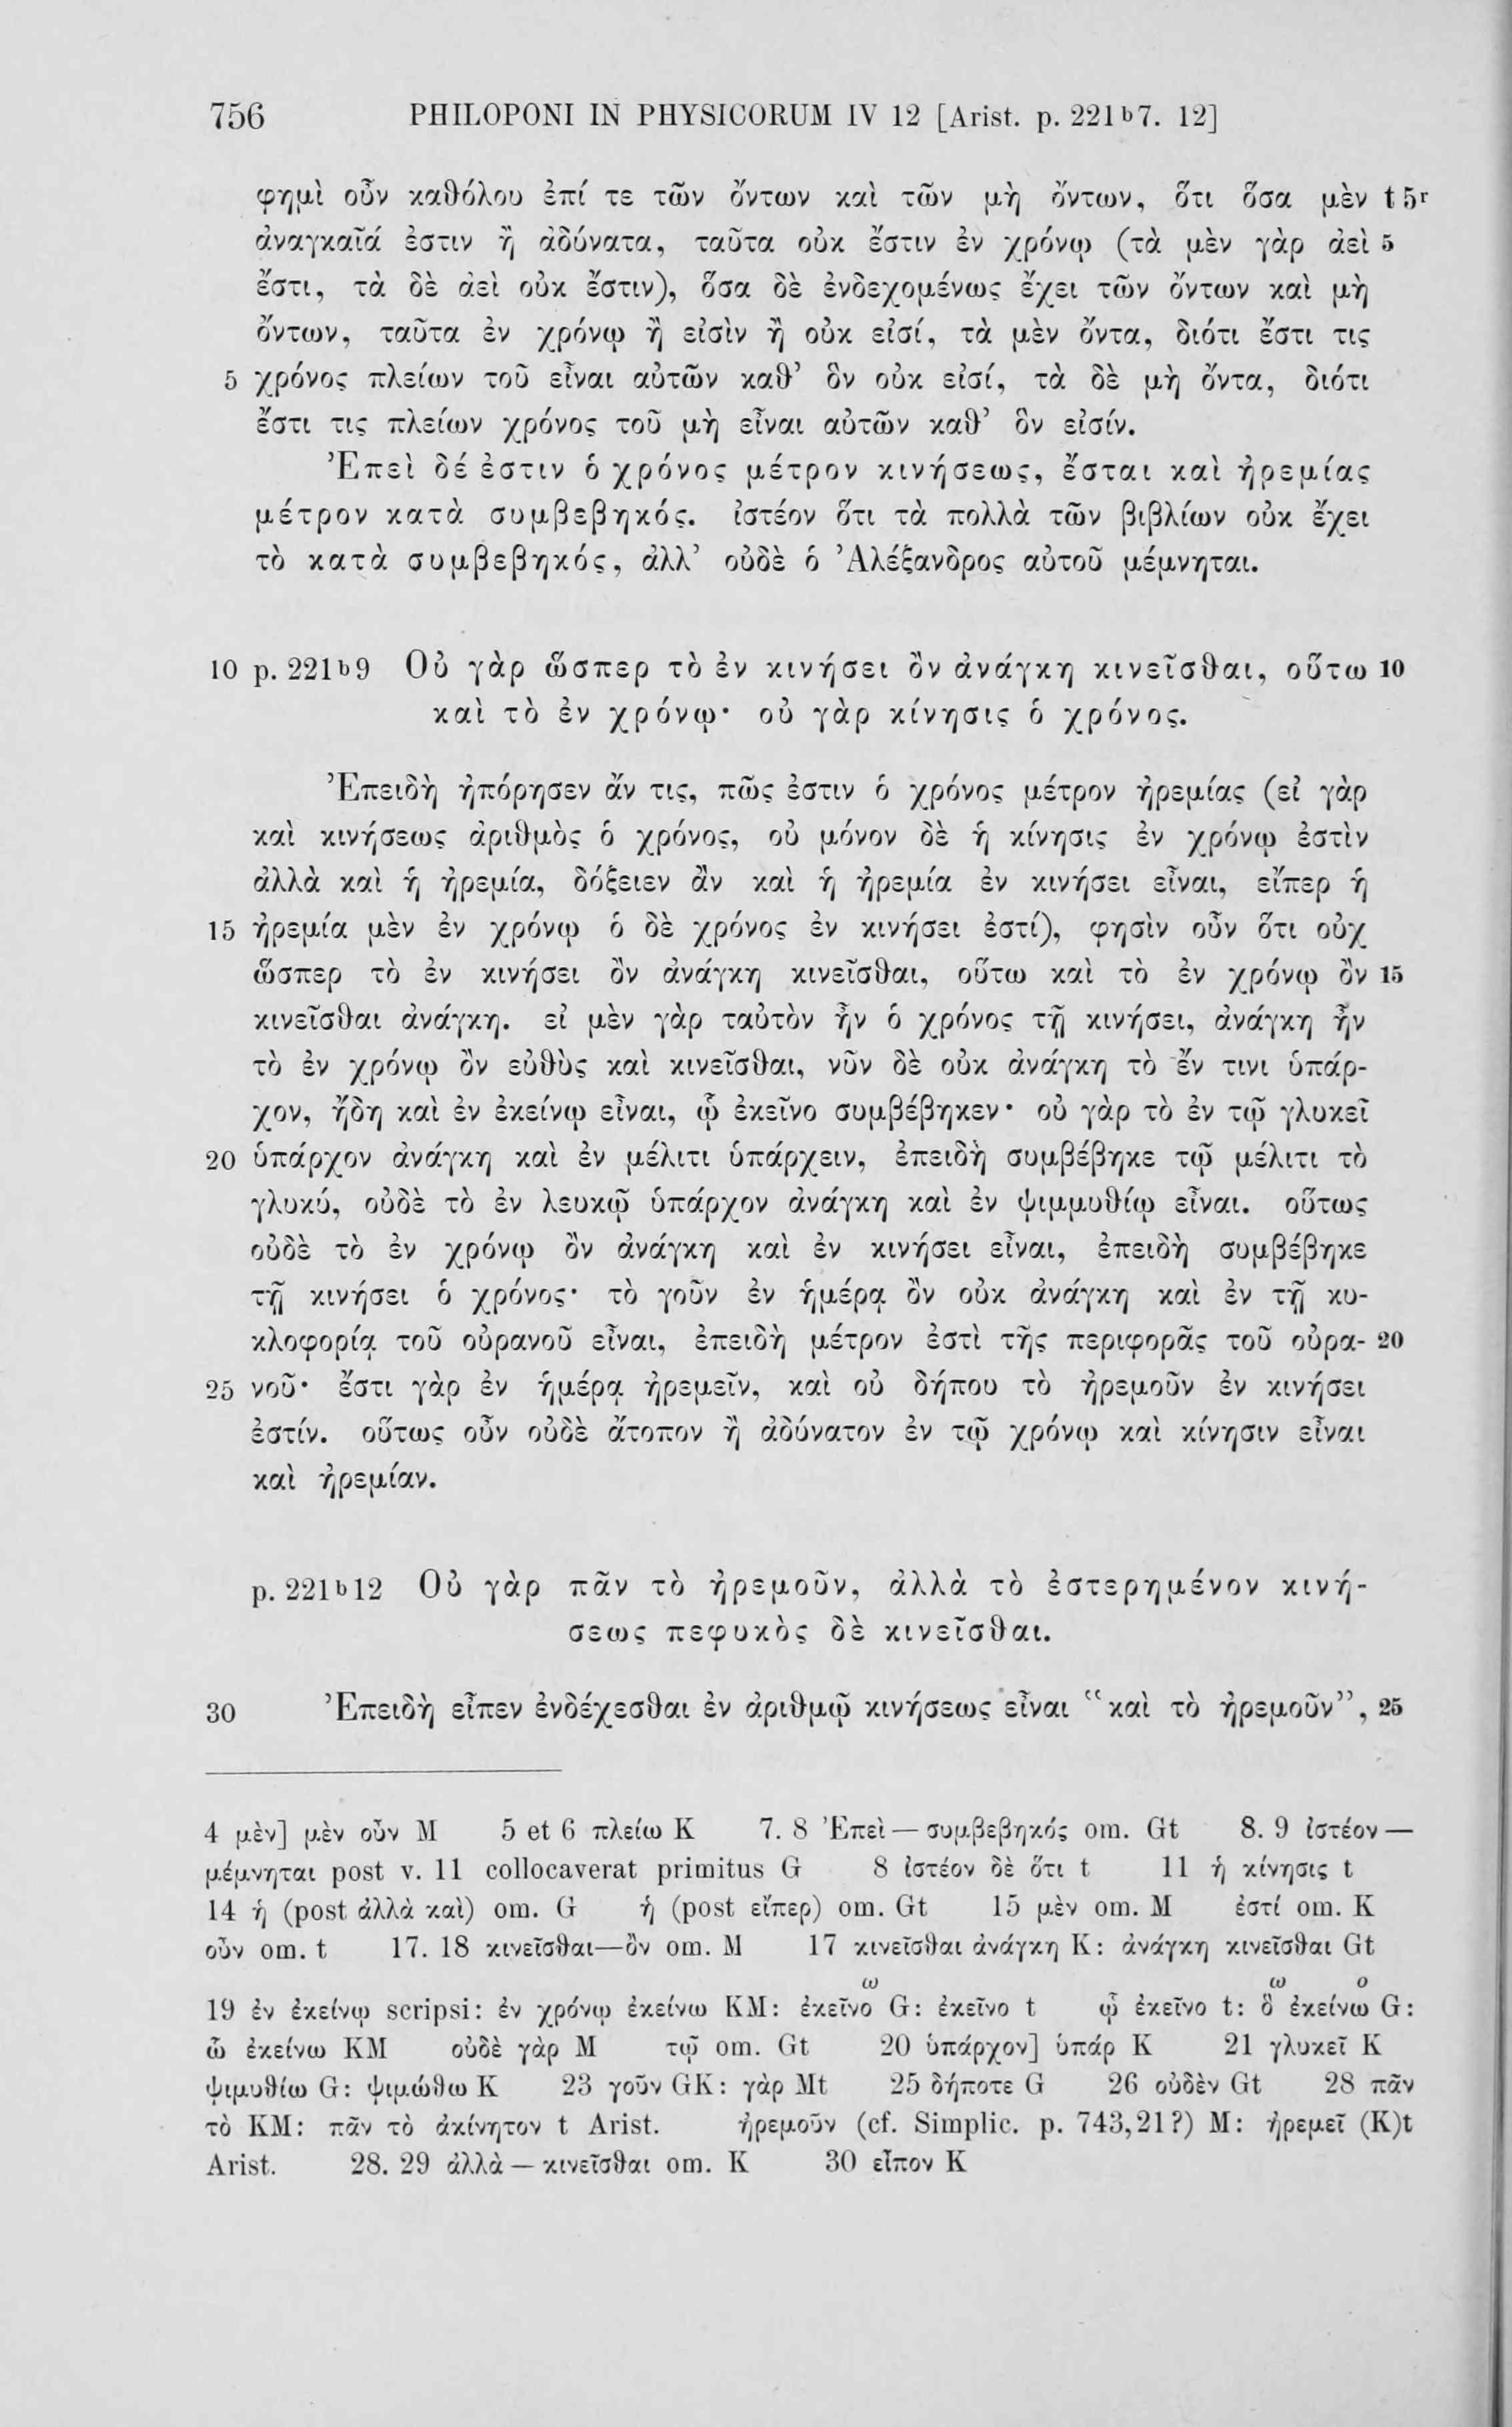 756 PHILOPONI IN PHYSICORUM IV 12 [Arist. p. 221b7. 12]
φημὶ οὖν καθόλου ἐπί τε τῶν ὄντων καὶ τῶν μὴ ὄντων, ὅτι ὅσα μὲν t 5r
ἀναγκαῖά ἐστιν ἢ ἀδύνατα, ταῦτα οὐκ ἔστιν ἐν χρόνῳ (τὰ μὲν γὰρ ἀεὶ 5
ἔστι, τὰ δὲ ἀεὶ οὐκ ἔστιν), ὅσα δὲ ἐνδεχομένως ἔχει τῶν ὄντων καὶ μὴ
ὄντων, ταῦτα ἐν χρόνῳ ἢ εἰσὶν ἢ οὐκ εἰσί, τὰ μὲν ὄντα, διότι ἔστι τις
5 χρόνος πλείων τοῦ εἶναι αὐτῶν καθ’ ὃν οὐκ εἰσί, τὰ δὲ μὴ ὄντα, διότι
ἔστι τις πλείων χρόνος τοῦ μὴ εἶναι αὐτῶν καθ’ ὃν εἰσίν.
Ἐπεὶ δέ ἐστιν ὁ χρόνος μέτρον κινήσεως, ἔσται καὶ ἠρεμίας
μέτρον κατὰ συμβεβηκός. ἰστέον ὅτι τὰ πολλὰ τῶν βιβλίων οὐκ ἔχει
τὸ κατὰ συμβεβηκός, ἀλλ’ οὐδὲ ὁ Ἀλέξανδρος αὐτοῦ μέμνηται.
10 p. 221b9 Οὐ γὰρ ὥσπερ τὸ ἐν κινήσει ὂν ἀνάγκη κινεῖσθαι, οὕτω 10
καὶ τὸ ἐν χρόνῳ· οὐ γὰρ κίνησις ὁ χρόνος.
Ἐπειδὴ ἠπόρησεν ἄν τις, πῶς ἐστιν ὁ χρόνος μέτρον ἠρεμίας (εἰ γὰρ
καὶ κινήσεως ἀριθμὸς ὁ χρόνος, οὐ μόνον δὲ ἡ κίνησις ἐν χρόνῳ ἐστὶν
ἀλλὰ καὶ ἡ ἠρεμία, δόξειεν ἂν καὶ ἡ ἠρεμία ἐν κινήσει εἶναι, εἴπερ ἡ
15 ἠρεμία μὲν ἐν χρόνῳ ὁ δὲ χρόνος ἐν κινήσει ἐστί), φησὶν οὖν ὅτι οὐχ
ὥσπερ τὸ ἐν κινήσει ὂν ἀνάγκη κινεῖσθαι, οὕτω καὶ τὸ ἐν χρόνῳ ὂν 15
κινεῖσθαι ἀνάγκη. εἰ μὲν γὰρ ταὐτὸν ἦν ὁ χρόνος τῇ κινήσει, ἀνάγκη ἦν
τὸ ἐν χρόνῳ ὂν εὐθὺς καὶ κινεῖσθαι, νῦν δὲ οὐκ ἀνάγκη τὸ ἔν τινι ὑπάρ-
χον, ἤδη καὶ ἐν ἐκείνῳ εἶναι, ᾧ ἐκεῖνο συμβέβηκεν· οὐ γὰρ τὸ ἐν τῷ γλυκεῖ
20 ὑπάρχον ἀνάγκη καὶ ἐν μέλιτι ὑπάρχειν, ἐπειδὴ συμβέβηκε τῷ μέλιτι τὸ
γλυκύ, οὐδὲ τὸ ἐν λευκῷ ὑπάρχον ἀνάγκη καὶ ἐν ψιμμυθίῳ εἶναι. οὕτως
οὐδὲ τὸ ἐν χρόνῳ ὂν ἀνάγκη καὶ ἐν κινήσει εἶναι, ἐπειδὴ συμβέβηκε
τῇ κινήσει ὁ χρόνος· τὸ γοῦν ἐν ἡμέρᾳ ὂν οὐκ ἀνάγκη καὶ ἐν τῇ κυ-
κλοφορίᾳ τοῦ οὐρανοῦ εἶναι, ἐπειδὴ μέτρον ἐστὶ τῆς περιφορᾶς τοῦ οὐρα- 20
25 νοῦ· ἔστι γὰρ ἐν ἡμέρᾳ ἠρεμεῖν, καὶ οὐ δήπου τὸ ἠρεμοῦν ἐν κινήσει
ἐστίν. οὕτως οὖν οὐδὲ ἄτοπον ἢ ἀδύνατον ἐν τῷ χρόνῳ καὶ κίνησιν εἶναι
καὶ ἠρεμίαν.
p. 221b12 Οὐ γὰρ πᾶν τὸ ἠρεμοῦν, ἀλλὰ τὸ ἐστερημένον κινή-
σεως πεφυκὸς δὲ κινεῖσθαι.
30 Ἐπειδὴ εἶπεν ἐνδέχεσθαι ἐν ἀριθμῷ κινήσεως εἶναι “καὶ τὸ ἠρεμοῦν”, 25
4 μὲν] μὲν οὖν M 5 et 6 πλείω K 7. 8 Ἐπεὶ — συμβεβηκός om. Gt 8. 9 ἰστέον —
μέμνηται post v. 11 collocaverat primitus G 8 ἰστέον δὲ ὅτι t 11 ἡ κίνησις t
14 ἡ (post ἀλλὰ καὶ) om. G ἡ (post εἴπερ) om. Gt 15 μὲν om. M ἐστί om. K
οὖν om. t 17. 18 κινεῖσθαι—ὂν om. M 17 κινεῖσθαι ἀνάγκη K: ἀνάγκη κινεῖσθαι Gt
ω ω ο
19 ἐν ἐκείνῳ scripsi: ἐν χρόνῳ ἐκείνω KM: ἐκεῖνο G: ἐκεῖνο t ᾧ ἐκεῖνο t: ὃ ἐκείνω G:
ὦ ἐκείνω KM οὐδὲ γὰρ M τῷ om. Gt 20 ὑπάρχον] ὑπάρ K 21 γλυκεῖ K
ψιμυθίω G: ψιμώθω K 23 γοῦν GK: γὰρ Mt 25 δήποτε G 26 οὐδὲν Gt 28 πᾶν
τὸ KM: πᾶν τὸ ἀκίνητον t Arist. ἠρεμοῦν (cf. Simplic. p. 743,21?) M: ἠρεμεῖ (K)t
Arist. 28. 29 ἀλλὰ — κινεῖσθαι om. K 30 εἶπον K